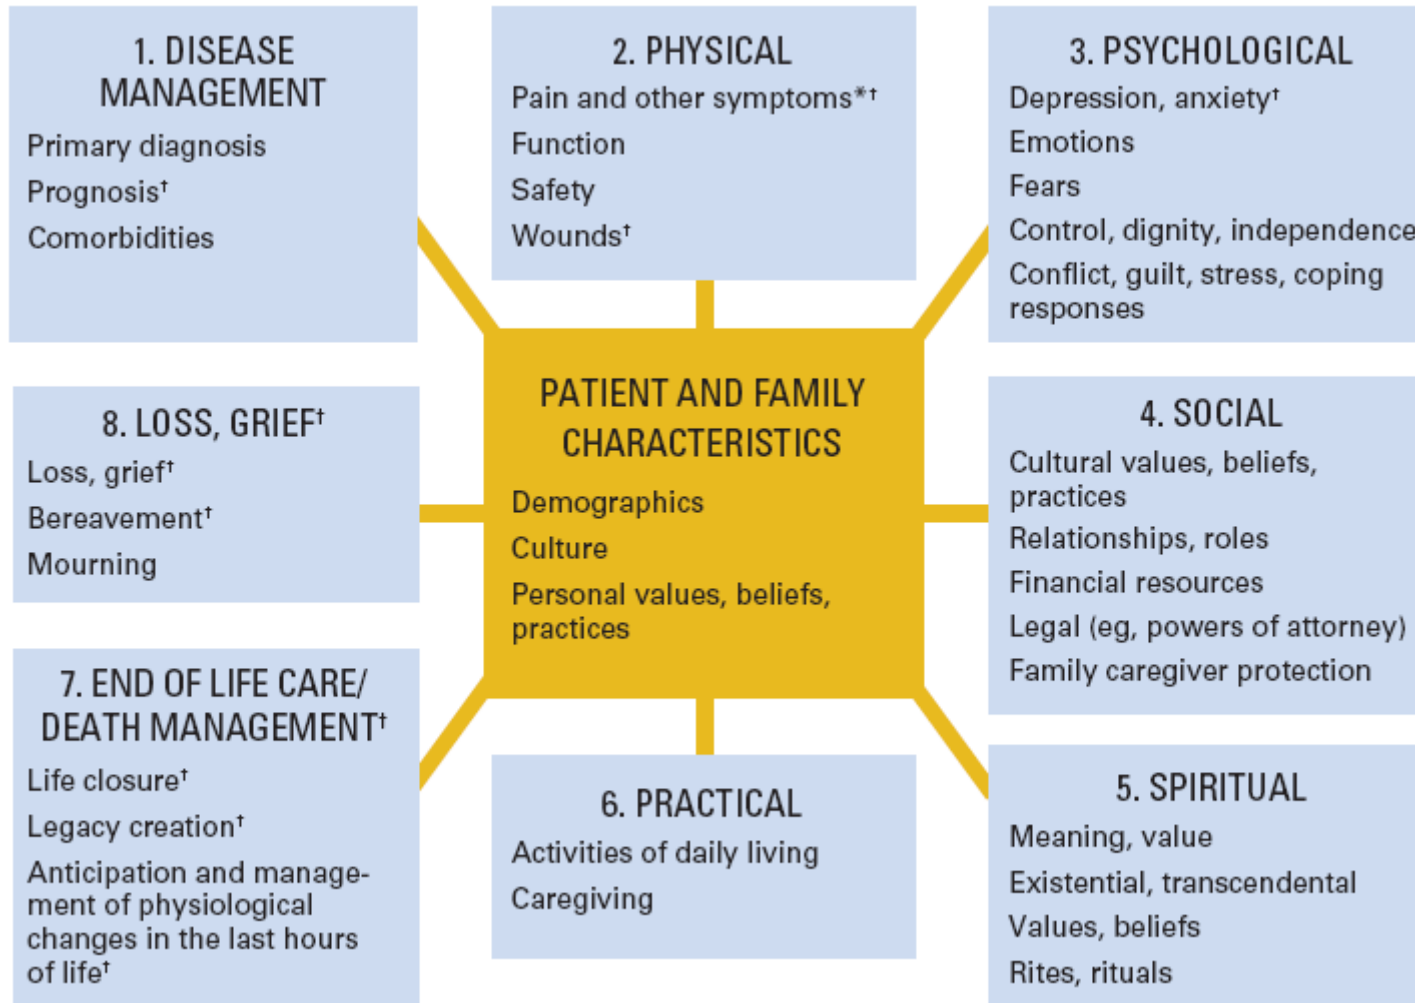 1. DISEASE
MANAGEMENT
Primary diagnosis
Prognosis†
Comorbidities
2. PHYSICAL
Pain and other symptoms*†
Function
Safety
Wounds†
3. PSYCHOLOGICAL
Depression, anxiety†
Emotions
Fears
Control, dignity, independence
Conflict, guilt, stress, coping
responses
8. LOSS, GRIEF†
Loss, grief†
Bereavement†
Mourning
PATIENT AND FAMILY
CHARACTERISTICS
Demographics
Culture
Personal values, beliefs,
practices
4. SOCIAL
Cultural values, beliefs,
practices
Relationships, roles
Financial resources
Legal (eg, powers of attorney)
Family caregiver protection
7. END OF LIFE CARE/
DEATH MANAGEMENT†
Life closure†
Legacy creation†
Anticipation and manage-
ment of physiological
changes in the last hours
of life†
6. PRACTICAL
Activities of daily living
Caregiving
5. SPIRITUAL
Meaning, value
Existential, transcendental
Values, beliefs
Rites, rituals